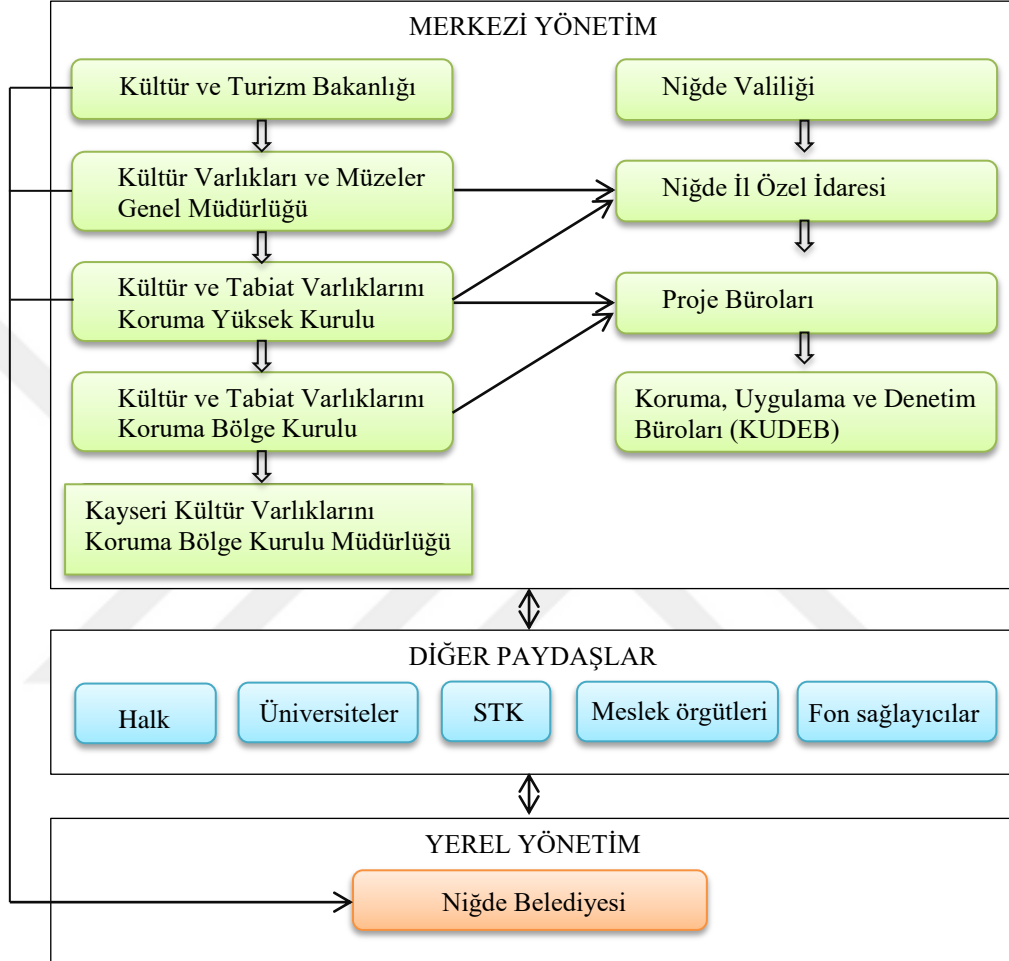 MERKEZİ YÖNETİM
Kültür ve Turizm Bakanlığı
Kültür Varlıkları ve Müzeler
Genel Müdürlüğü
Kültür ve Tabiat Varlıklarını
Koruma Yüksek Kurulu
Kültür ve Tabiat Varlıklarını
Koruma Bölge Kurulu
Kayseri Kültür Varlıklarını
Koruma Bölge Kurulu Müdürlüğü
Niğde Valiliği
Niğde İl Özel İdaresi
Proje Büroları
Koruma, Uygulama ve Denetim
Büroları (KUDEB)
DİĞER PAYDAŞLAR
Halk
Üniversiteler
STK
Meslek örgütleri
Fon sağlayıcılar
YEREL YÖNETİM
Niğde Belediyesi